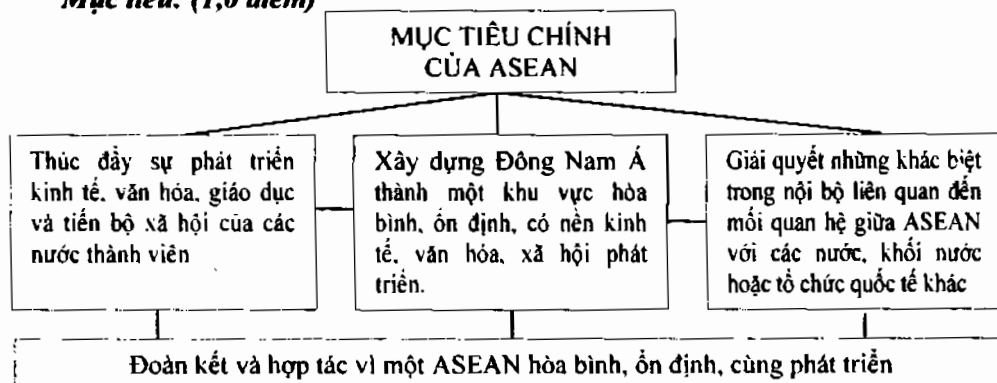 Mục tiêu: (1,0 điểm)
MỤC TIÊU CHÍNH
CỦA ASEAN
Thúc đẩy sự phát triển
kinh tế, văn hóa, giáo dục
và tiến bộ xã hội của các
nước thành viên
Xây dựng Đông Nam Á
thành một khu vực hòa
bình, ổn định, có nền kinh
tế, văn hóa, xã hội phát
triển.
Giải quyết những khác biệt
trong nội bộ liên quan đến
mối quan hệ giữa ASEAN
với các nước, khối nước
hoặc tổ chức quốc tế khác
Đoàn kết và hợp tác vì một ASEAN hòa bình, ổn định, cùng phát triển